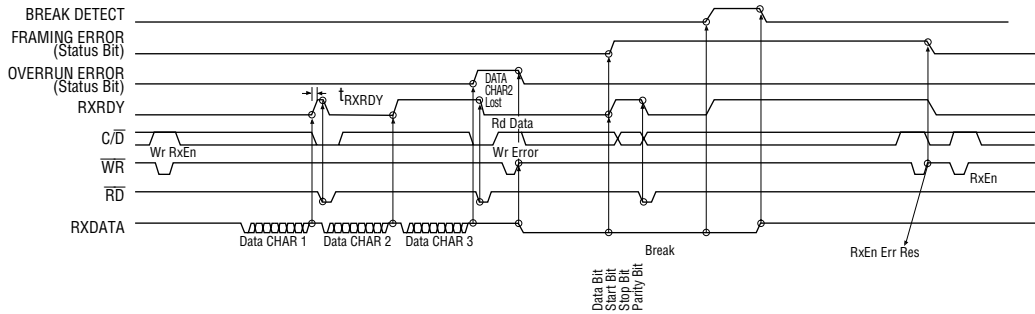 BREAK DETECT
FRAMING ERROR
(Status Bit)
OVERRUN ERROR
(Status Bit)
DATA
CHAR2
Lost
tRXRDY
RXRDY
Rd Data
C/D
Wr RxEn
Wr Error
WR
RxEn
RD
RXDATA
Data CHAR 1
Data CHAR 2
Data CHAR 3
Break
RxEn Err Res
Data Bit
Start Bit
Stop Bit
Parity Bit